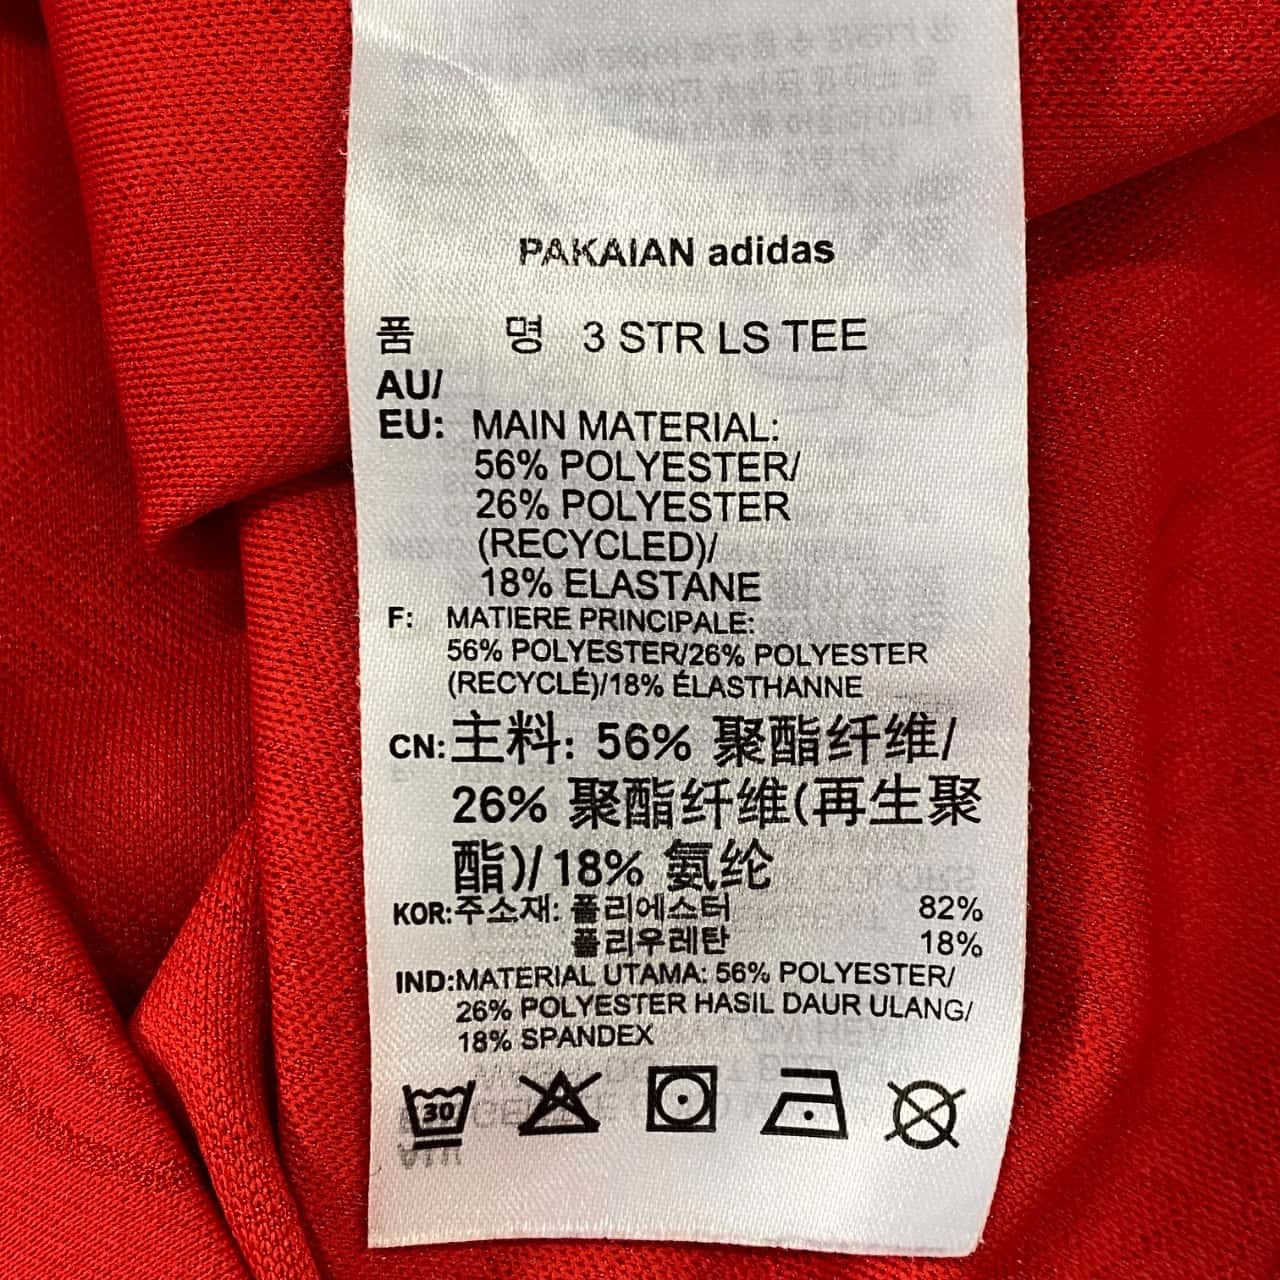 PAKAIAN adidas
품 명 3 STR LS TEE
AU/
EU: MAIN MATERIAL:
56% POLYESTER/
26% POLYESTER
(RECYCLED)/
18% ELASTANE
F: MATIERE PRINCIPALE:
56% POLYESTER/26% POLYESTER
(RECYCLÉ)/18% ÉLASTHANNE
CN: 主料: 56% 聚酯纤维/
26% 聚酯纤维(再生聚
酯)/18% 氨纶
KOR: 주소재: 폴리에스터 82%
폴리우레탄 18%
IND: MATERIAL UTAMA: 56% POLYESTER/
26% POLYESTER HASIL DAUR ULANG/
18% SPANDEX
30